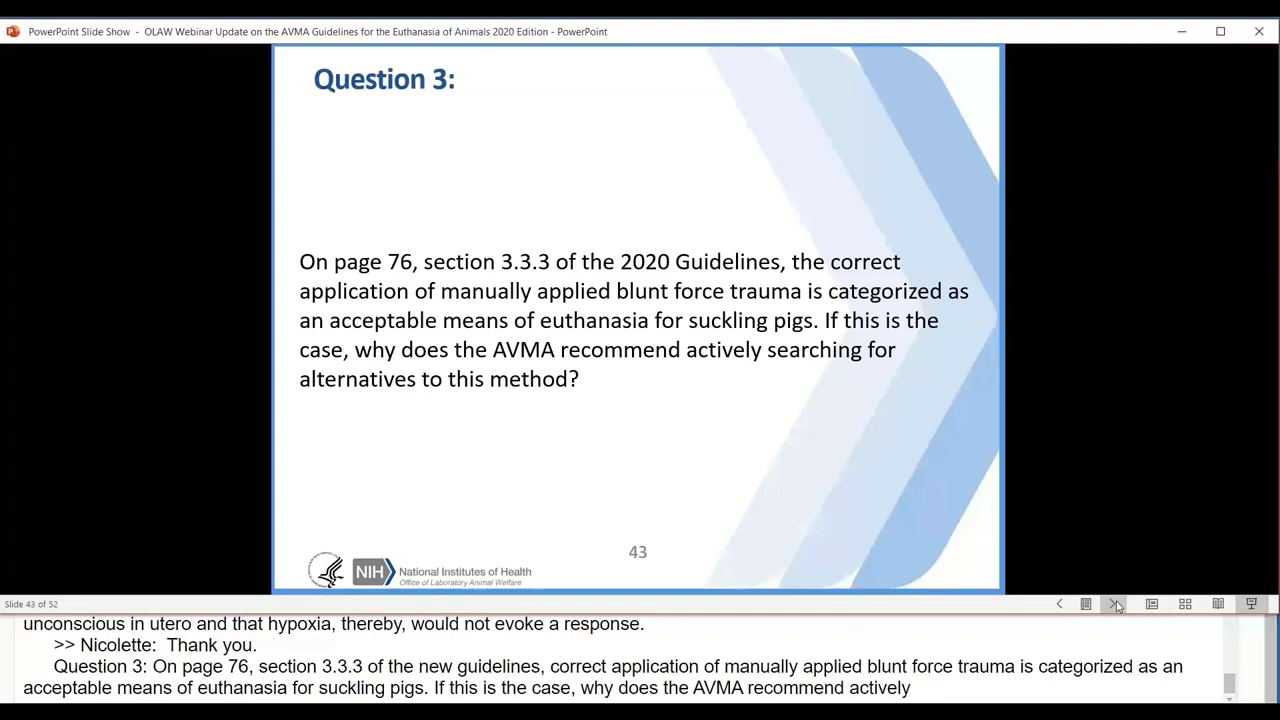 PowerPoint Slide Show - OLAW Webinar Update on the AVMA Guidelines for the Euthanasia of Animals 2020 Edition - PowerPoint
Question 3:
On page 76, section 3.3.3 of the 2020 Guidelines, the correct
application of manually applied blunt force trauma is categorized as
an acceptable means of euthanasia for suckling pigs. If this is the
case, why does the AVMA recommend actively searching for
alternatives to this method?
43
NIH National Institutes of Health
Office of Laboratory Animal Welfare
Slide 43 of 52
unconscious in utero and that hypoxia, thereby, would not evoke a response.
>> Nicolette: Thank you.
Question 3: On page 76, section 3.3.3 of the new guidelines, correct application of manually applied blunt force trauma is categorized as an
acceptable means of euthanasia for suckling pigs. If this is the case, why does the AVMA recommend actively